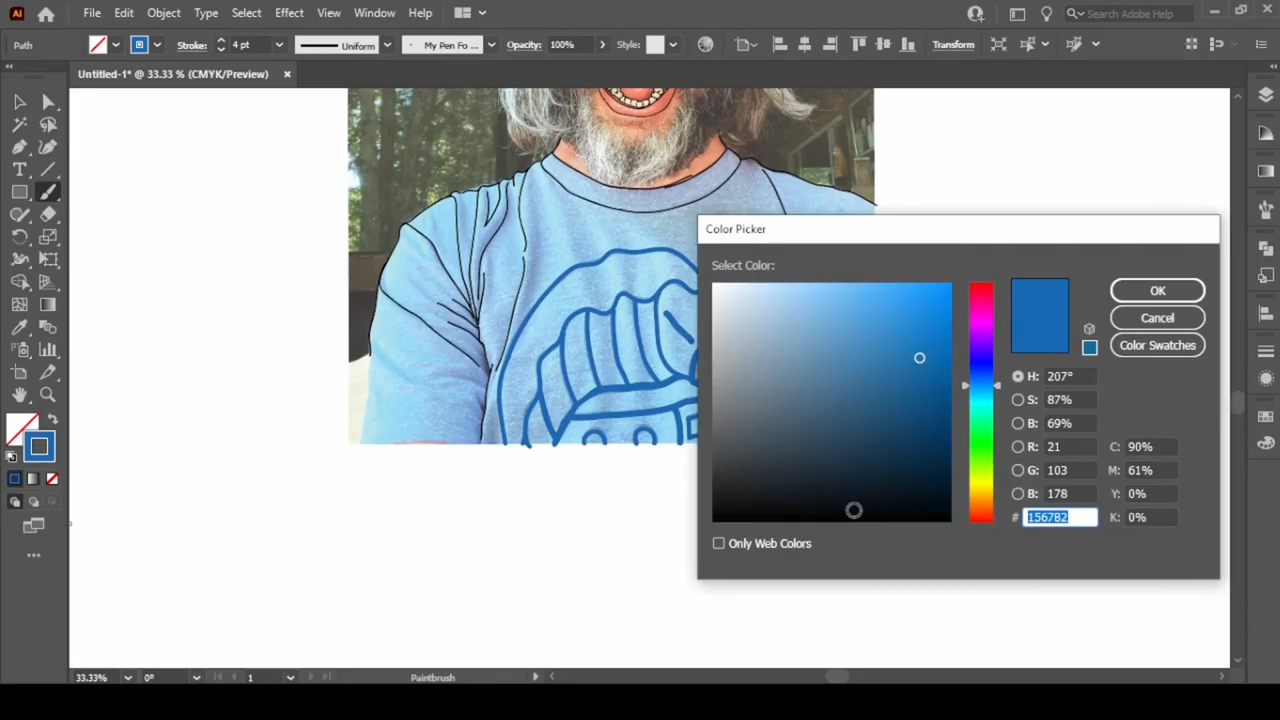 Ai File Edit Object Type Select Effect View Window Help Search Adobe Help
Path Stroke: 4 pt Uniform My Pen Fo... Opacity: 100% Style: Transform
Untitled-1* @ 33.33 % (CMYK/Preview) ×
Color Picker
Select Color:
OK
Cancel
Color Swatches
H: 207°
S: 87%
B: 69%
R: 21 C: 90%
G: 103 M: 61%
B: 178 Y: 0%
# 1567B2 K: 0%
Only Web Colors
33.33% 0° 1 Paintbrush